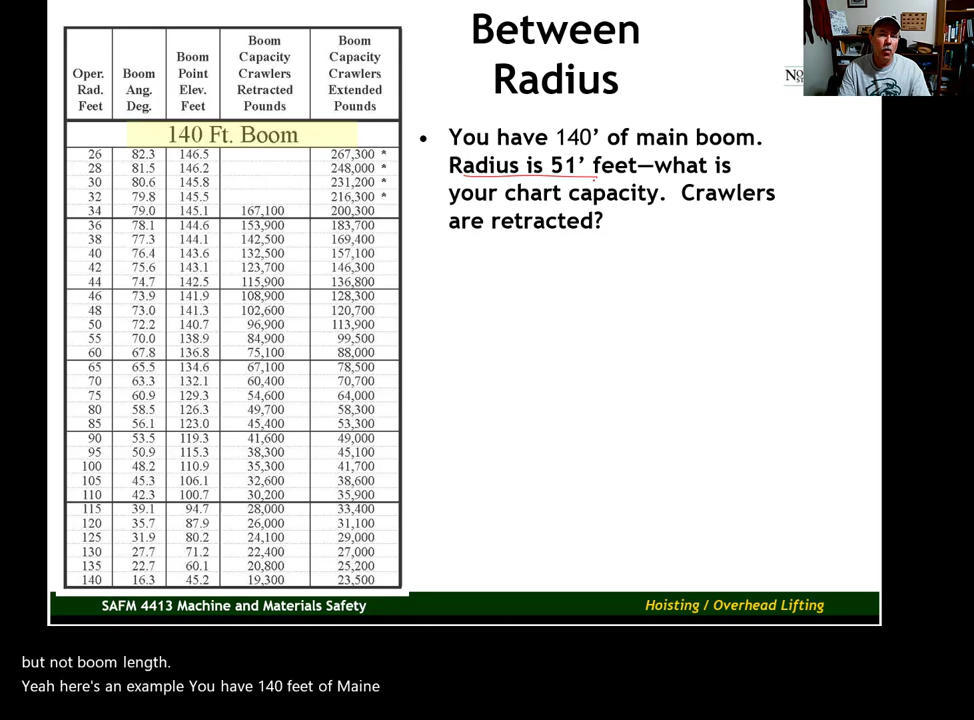 Between
Radius
No
Oper. Rad. Feet | Boom Ang. Deg. | Boom Point Elev. Feet | Boom Capacity Crawlers Retracted Pounds | Boom Capacity Crawlers Extended Pounds
140 Ft. Boom
26 82.3 146.5 267,300 *
28 81.5 146.2 248,000 *
30 80.6 145.8 231,200 *
32 79.8 145.5 216,300 *
34 79.0 145.1 167,100 200,300
36 78.1 144.6 153,900 183,700
38 77.3 144.1 142,500 169,400
40 76.4 143.6 132,500 157,100
42 75.6 143.1 123,700 146,300
44 74.7 142.5 115,900 136,800
46 73.9 141.9 108,900 128,300
48 73.0 141.3 102,600 120,700
50 72.2 140.7 96,900 113,900
55 70.0 138.9 84,900 99,500
60 67.8 136.8 75,100 88,000
65 65.5 134.6 67,100 78,500
70 63.3 132.1 60,400 70,700
75 60.9 129.3 54,600 64,000
80 58.5 126.3 49,700 58,300
85 56.1 123.0 45,400 53,300
90 53.5 119.3 41,600 49,000
95 50.9 115.3 38,300 45,100
100 48.2 110.9 35,300 41,700
105 45.3 106.1 32,600 38,600
110 42.3 100.7 30,200 35,900
115 39.1 94.7 28,000 33,400
120 35.7 87.9 26,000 31,100
125 31.9 80.2 24,100 29,000
130 27.7 71.2 22,400 27,000
135 22.7 60.1 20,800 25,200
140 16.3 45.2 19,300 23,500
• You have 140’ of main boom.
Radius is 51’ feet—what is
your chart capacity. Crawlers
are retracted?
SAFM 4413 Machine and Materials Safety
Hoisting / Overhead Lifting
but not boom length.
Yeah here's an example You have 140 feet of Maine